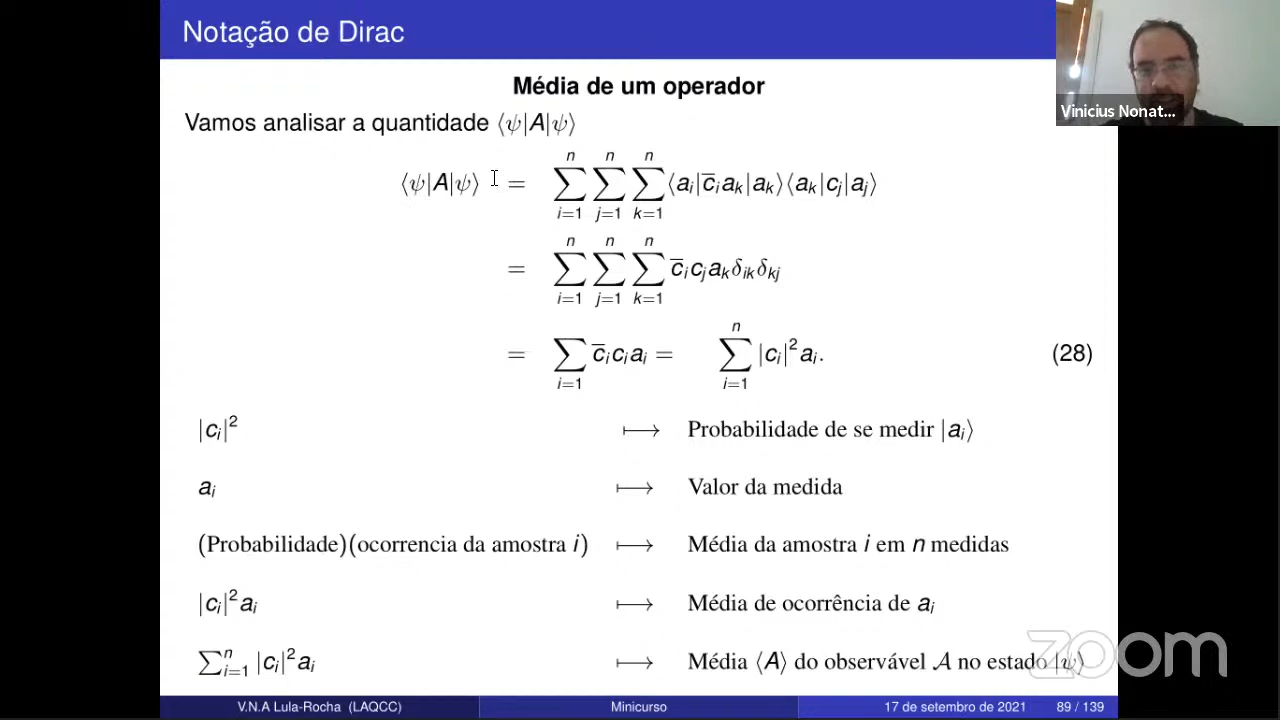 Notação de Dirac
Média de um operador
Vinicius Nonat...
Vamos analisar a quantidade ⟨ψ|A|ψ⟩
⟨ψ|A|ψ⟩ = ∑_{i=1}^{n} ∑_{j=1}^{n} ∑_{k=1}^{n} ⟨a_i|c̅_i a_k|a_k⟩⟨a_k|c_j|a_j⟩
= ∑_{i=1}^{n} ∑_{j=1}^{n} ∑_{k=1}^{n} c̅_i c_j a_k δ_{ik} δ_{kj}
= ∑_{i=1} c̅_i c_i a_i = ∑_{i=1}^{n} |c_i|² a_i. (28)
|c_i|² ⟼ Probabilidade de se medir |a_i⟩
a_i ⟼ Valor da medida
(Probabilidade)(ocorrencia da amostra i) ⟼ Média da amostra i em n medidas
|c_i|² a_i ⟼ Média de ocorrência de a_i
∑_{i=1}^{n} |c_i|² a_i ⟼ Média ⟨A⟩ do observável 𝒜 no estado |ψ⟩
zoom
V.N.A Lula-Rocha (LAQCC) Minicurso 17 de setembro de 2021 89 / 139